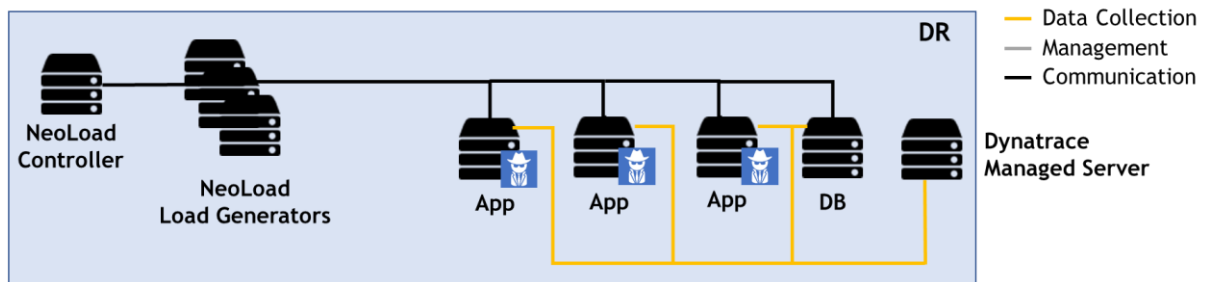 DR
Data Collection
Management
Communication
NeoLoad
Controller
NeoLoad
Load Generators
App
App
App
DB
Dynatrace
Managed Server